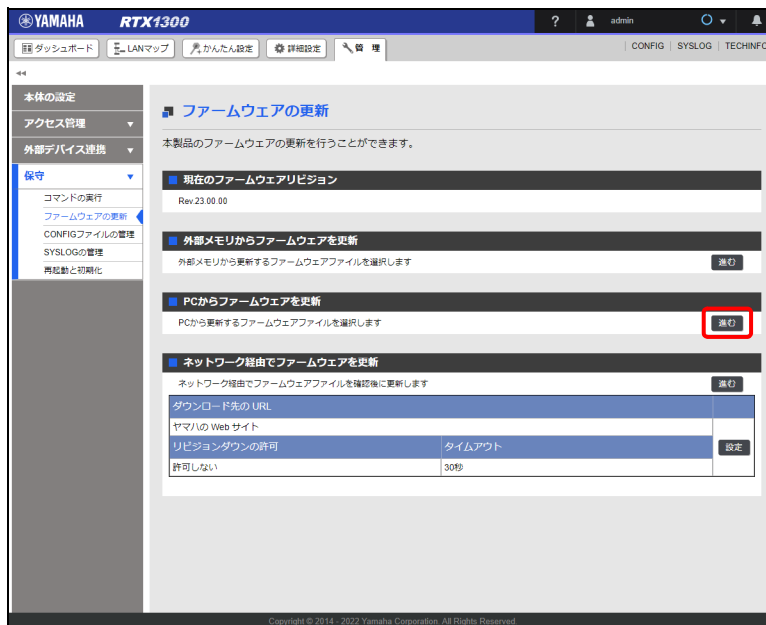 YAMAHA RTX1300 ? admin
ダッシュボード LANマップ かんたん設定 詳細設定 管 理 CONFIG SYSLOG TECHINFO
本体の設定
アクセス管理
外部デバイス連携
保守
コマンドの実行
ファームウェアの更新
CONFIGファイルの管理
SYSLOGの管理
再起動と初期化
ファームウェアの更新
本製品のファームウェアの更新を行うことができます。
現在のファームウェアリビジョン
Rev.23.00.00
外部メモリからファームウェアを更新
外部メモリから更新するファームウェアファイルを選択します 進む
PCからファームウェアを更新
PCから更新するファームウェアファイルを選択します 進む
ネットワーク経由でファームウェアを更新
ネットワーク経由でファームウェアファイルを確認後に更新します 進む
ダウンロード先の URL
ヤマハの Web サイト
リビジョンダウンの許可 タイムアウト 設定
許可しない 30秒
Copyright © 2014 - 2022 Yamaha Corporation. All Rights Reserved.